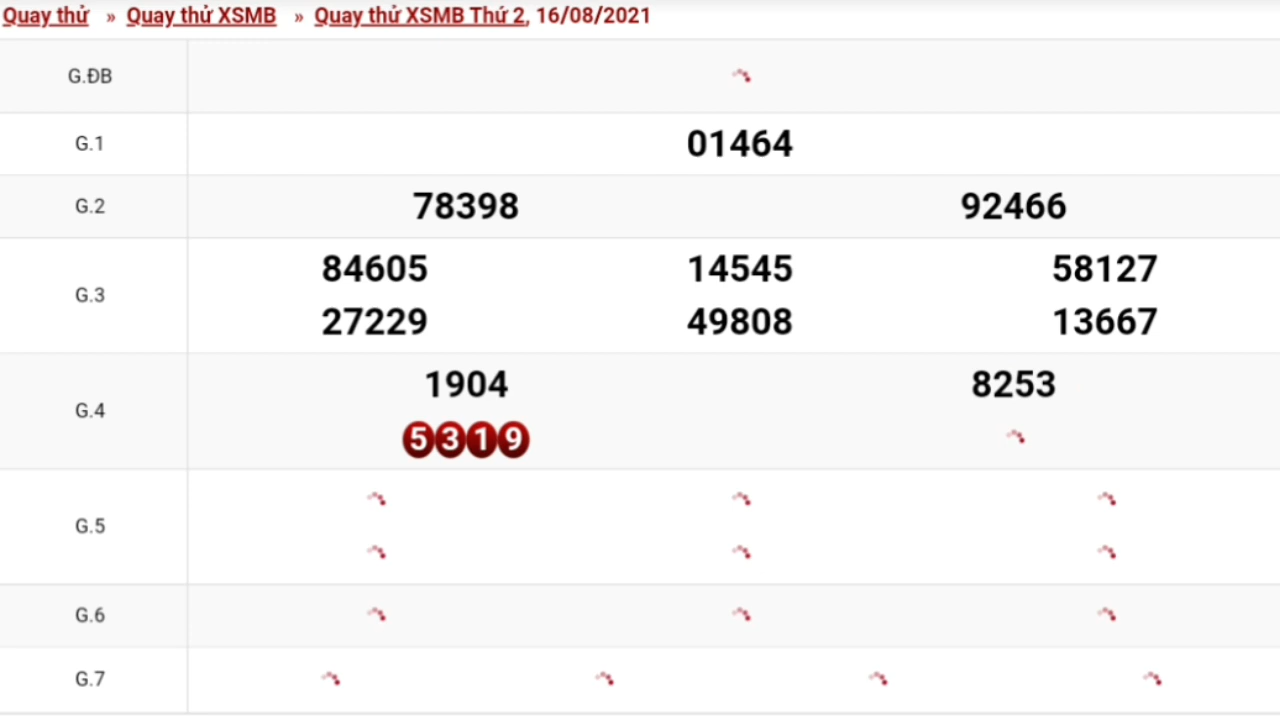 Quay thử » Quay thử XSMB » Quay thử XSMB Thứ 2, 16/08/2021
G.ĐB
G.1 01464
G.2 78398 92466
G.3 84605 14545 58127
27229 49808 13667
G.4 1904 8253
5319
G.5
G.6
G.7